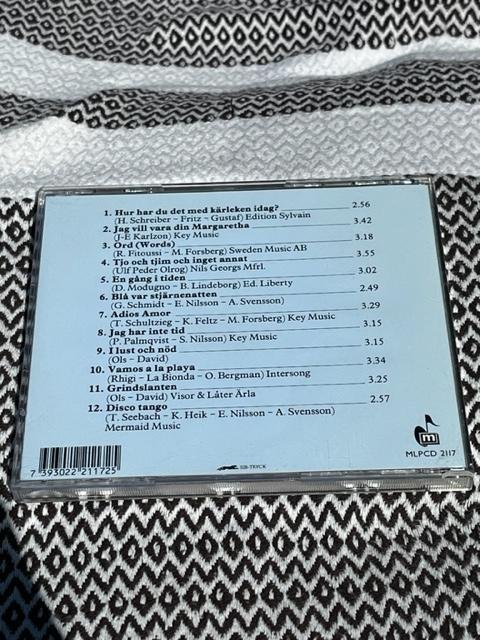 1. Hur har du det med kärleken idag? 2.56
(H. Schreiber - Fritz - Gustaf) Edition Sylvain
2. Jag vill vara din Margaretha 3.42
(J-E Karlzon) Key Music
3. Ord (Words) 3.18
(R. Fitoussi - M. Forsberg) Sweden Music AB
4. Tjo och tjim och inget annat 3.55
(Ulf Peder Olrog) Nils Georgs Mfrl.
5. En gång i tiden 3.02
(D. Modugno - B. Lindeborg) Ed. Liberty
6. Blå var stjärnenatten 2.49
(G. Schmidt - E. Nilsson - A. Svensson)
7. Adios Amor 3.29
(T. Schultzieg - K. Feltz - M. Forsberg) Key Music
8. Jag har inte tid 3.15
(P. Palmqvist - S. Nilsson) Key Music
9. I lust och nöd 3.15
(Ols - David)
10. Vamos a la playa 3.34
(Rhigi - La Bionda - O. Bergman) Intersong
11. Grindslanten 3.25
(Ols - David) Visor & Låter Ärla
12. Disco tango 2.57
(T. Seebach - K. Heik - E. Nilsson - A. Svensson)
Mermaid Music
m
MLPCD 2117
7 393022 211725
SIB-TRYCK